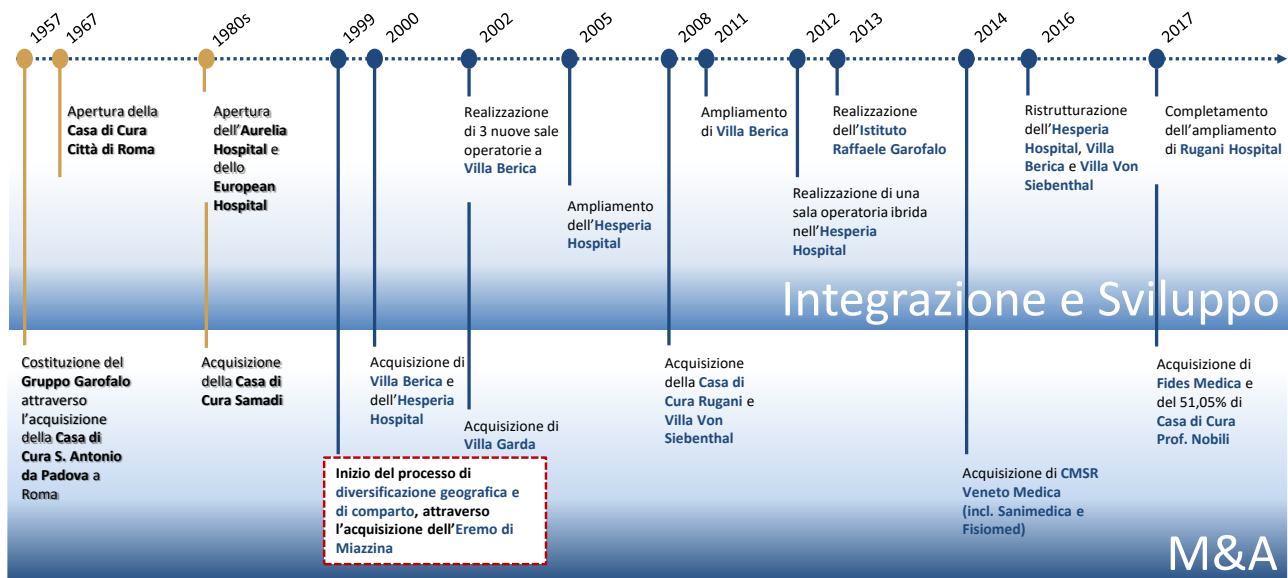 1957
1967
1980s
1999
2000
2002
2005
2008
2011
2012
2013
2014
2016
2017
Apertura della
Casa di Cura
Città di Roma
Apertura
dell'Aurelia
Hospital e
dello
European
Hospital
Realizzazione
di 3 nuove sale
operatorie a
Villa Berica
Ampliamento
dell'Hesperia
Hospital
Ampliamento
di Villa Berica
Realizzazione di una
sala operatoria ibrida
nell'Hesperia
Hospital
Realizzazione
dell'Istituto
Raffaele Garofalo
Ristrutturazione
dell'Hesperia
Hospital, Villa
Berica e Villa Von
Siebenthal
Completamento
dell'ampliamento
di Rugani Hospital
Integrazione e Sviluppo
Costituzione del
Gruppo Garofalo
attraverso
l'acquisizione
della Casa di
Cura S. Antonio
da Padova a
Roma
Acquisizione
della Casa di
Cura Samadi
Inizio del processo di
diversificazione geografica e
di comparto, attraverso
l'acquisizione dell'Eremo di
Miazzina
Acquisizione di
Villa Berica e
dell'Hesperia
Hospital
Acquisizione di
Villa Garda
Acquisizione
della Casa di
Cura Rugani e
Villa Von
Siebenthal
Acquisizione di CMSR
Veneto Medica
(incl. Sanimedica e
Fisiomed)
Acquisizione di
Fides Medica e
del 51,05% di
Casa di Cura
Prof. Nobili
M&A